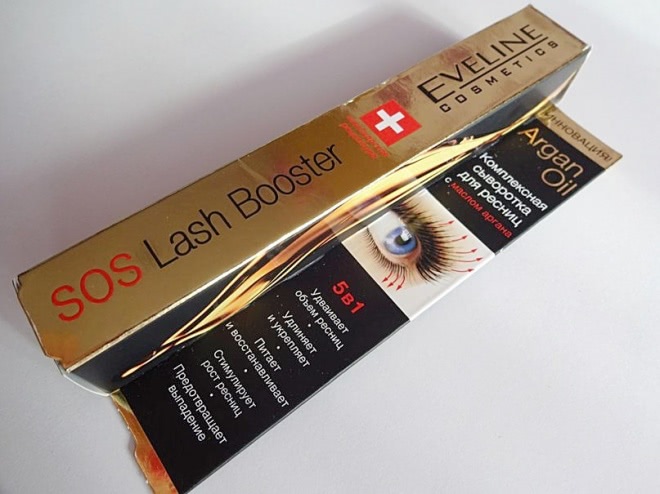 EVELINE
COSMETICS
SOS Lash Booster
ИННОВАЦИЯ!
Argan
Oil
Комплексная
сыворотка
для ресниц
с маслом аргана
5в1
Удваивает
объем ресниц
Удлиняет
и укрепляет
Питает
и восстанавливает
Стимулирует
рост ресниц
Предотвращает
выпадение